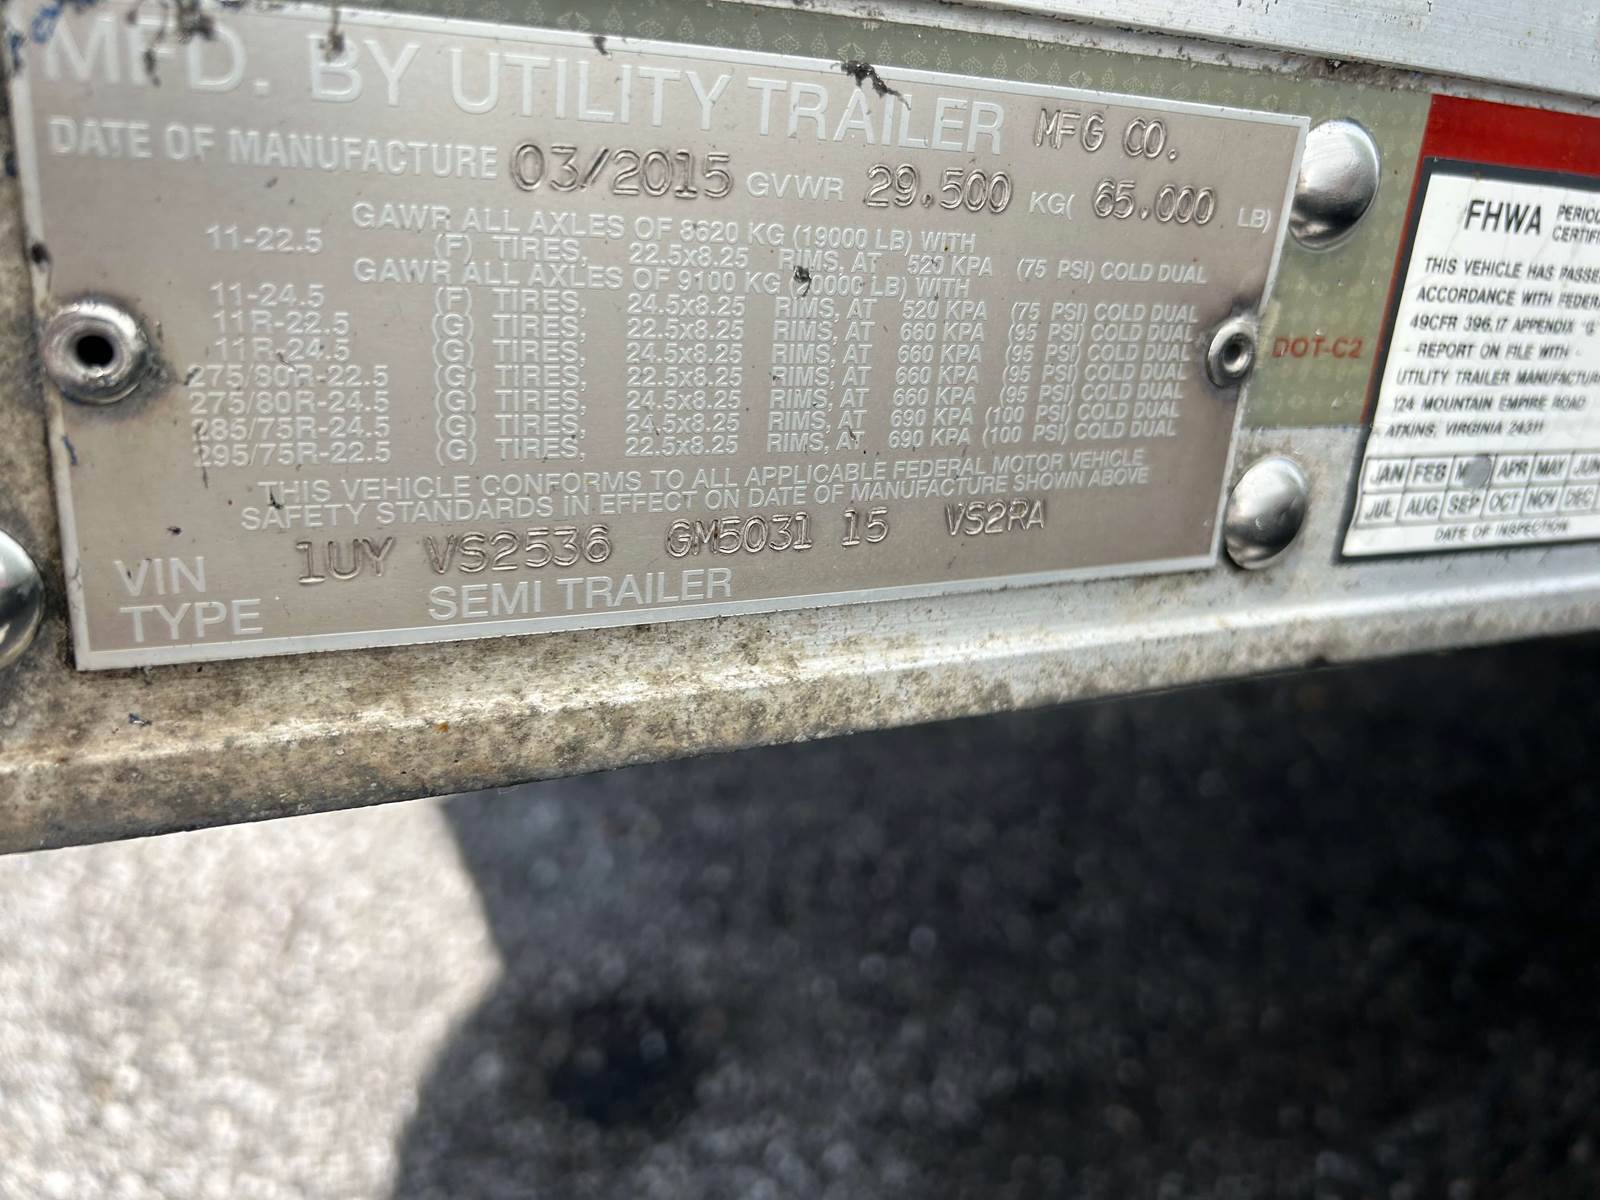 MFD. BY UTILITY TRAILER MFG CO.
DATE OF MANUFACTURE 03/2015 GVWR 29.500 KG( 65.000 LB)
GAWR ALL AXLES OF 8620 KG (19000 LB) WITH
11-22.5 (F) TIRES, 22.5x8.25 RIMS, AT 520 KPA (75 PSI) COLD DUAL
GAWR ALL AXLES OF 9100 KG (20000 LB) WITH
11-24.5 (F) TIRES, 24.5x8.25 RIMS, AT 520 KPA (75 PSI) COLD DUAL
11R-22.5 (G) TIRES, 22.5x8.25 RIMS, AT 660 KPA (95 PSI) COLD DUAL
11R-24.5 (G) TIRES, 24.5x8.25 RIMS, AT 660 KPA (95 PSI) COLD DUAL
275/80R-22.5 (G) TIRES, 22.5x8.25 RIMS, AT 660 KPA (95 PSI) COLD DUAL
275/80R-24.5 (G) TIRES, 24.5x8.25 RIMS, AT 660 KPA (95 PSI) COLD DUAL
285/75R-24.5 (G) TIRES, 24.5x8.25 RIMS, AT 690 KPA (100 PSI) COLD DUAL
295/75R-22.5 (G) TIRES, 22.5x8.25 RIMS, AT 690 KPA (100 PSI) COLD DUAL
THIS VEHICLE CONFORMS TO ALL APPLICABLE FEDERAL MOTOR VEHICLE
SAFETY STANDARDS IN EFFECT ON DATE OF MANUFACTURE SHOWN ABOVE
VIN 1UY VS2536 GM5031 15 VS2RA
TYPE SEMI TRAILER
DOT-C2
FHWA PERIO
CERTIFI
THIS VEHICLE HAS PASSE
ACCORDANCE WITH FEDER
49CFR 396.17 APPENDIX "G"
- REPORT ON FILE WITH -
UTILITY TRAILER MANUFACTUR
124 MOUNTAIN EMPIRE ROAD
ATKINS, VIRGINIA 24311
JAN FEB M APR MAY JUN
JUL AUG SEP OCT NOV DEC
DATE OF INSPECTION